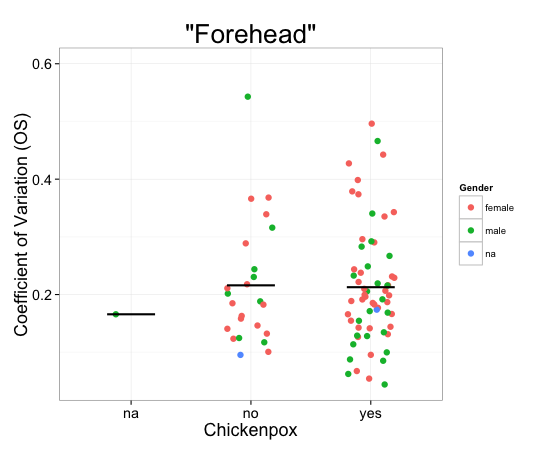 "Forehead"
Coefficient of Variation (OS)
0.6
0.4
0.2
na no yes
Chickenpox
Gender
female
male
na